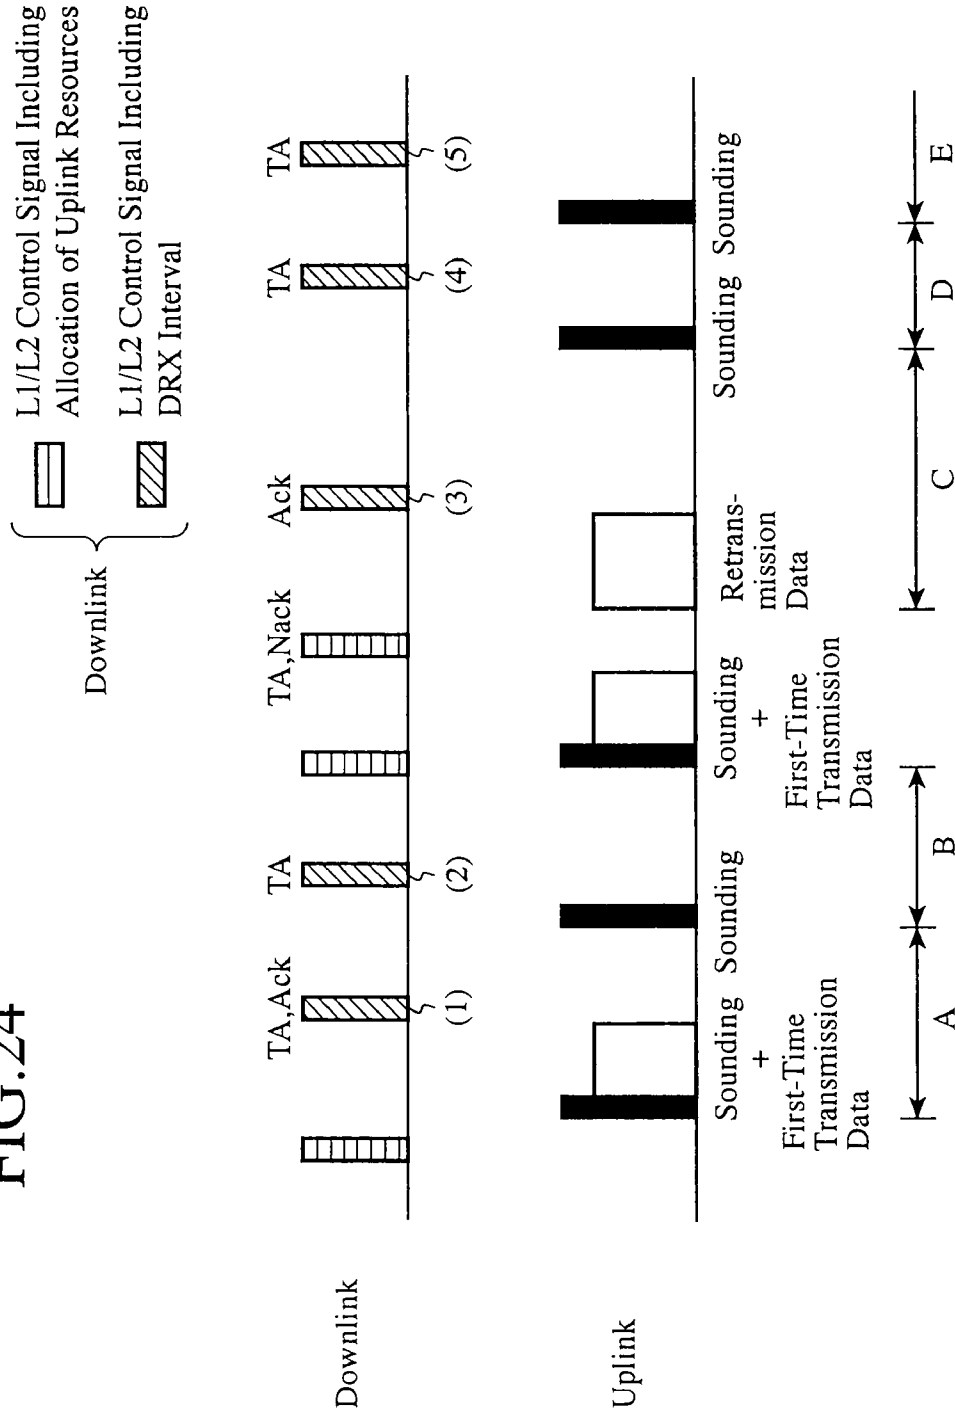 FIG.24
Downlink
L1/L2 Control Signal Including
Allocation of Uplink Resources
L1/L2 Control Signal Including
DRX Interval
Downlink
TA,Ack
TA
TA,Nack
Ack
TA
TA
(1)
(2)
(3)
(4)
(5)
Uplink
Sounding
+
First-Time
Transmission
Data
Sounding
Sounding
+
First-Time
Transmission
Data
Retrans-
mission
Data
Sounding
Sounding
A
B
C
D
E